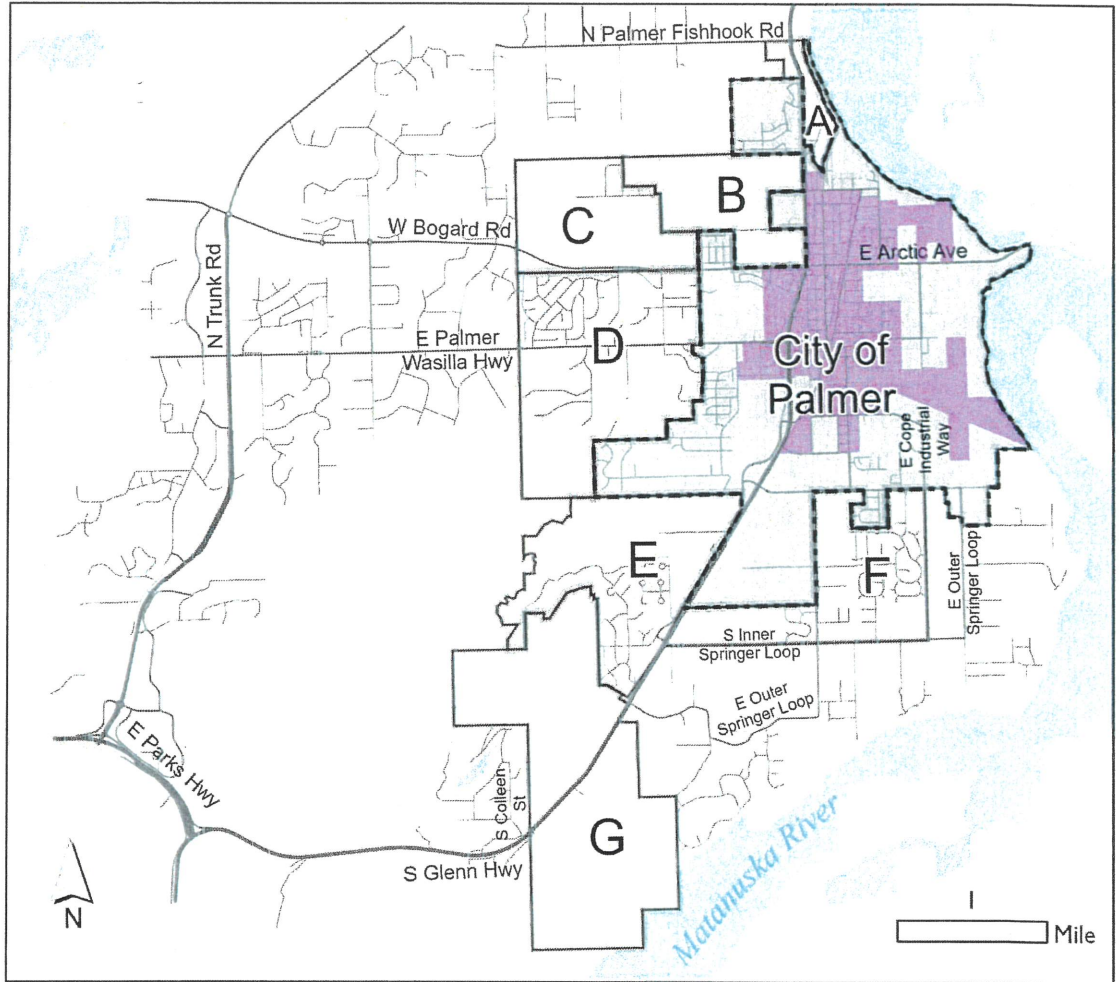 N Palmer Fishhook Rd
A
B
C
W Bogard Rd
E Arctic Ave
N Trunk Rd
E Palmer
Wasilla Hwy
D
City of
Palmer
E Cope
Industrial
Way
E
F
E Outer
Springer Loop
S Inner
Springer Loop
E Outer
Springer Loop
E Parks Hwy
S Colleen
St
G
S Glenn Hwy
Matanuska River
N
1
Mile